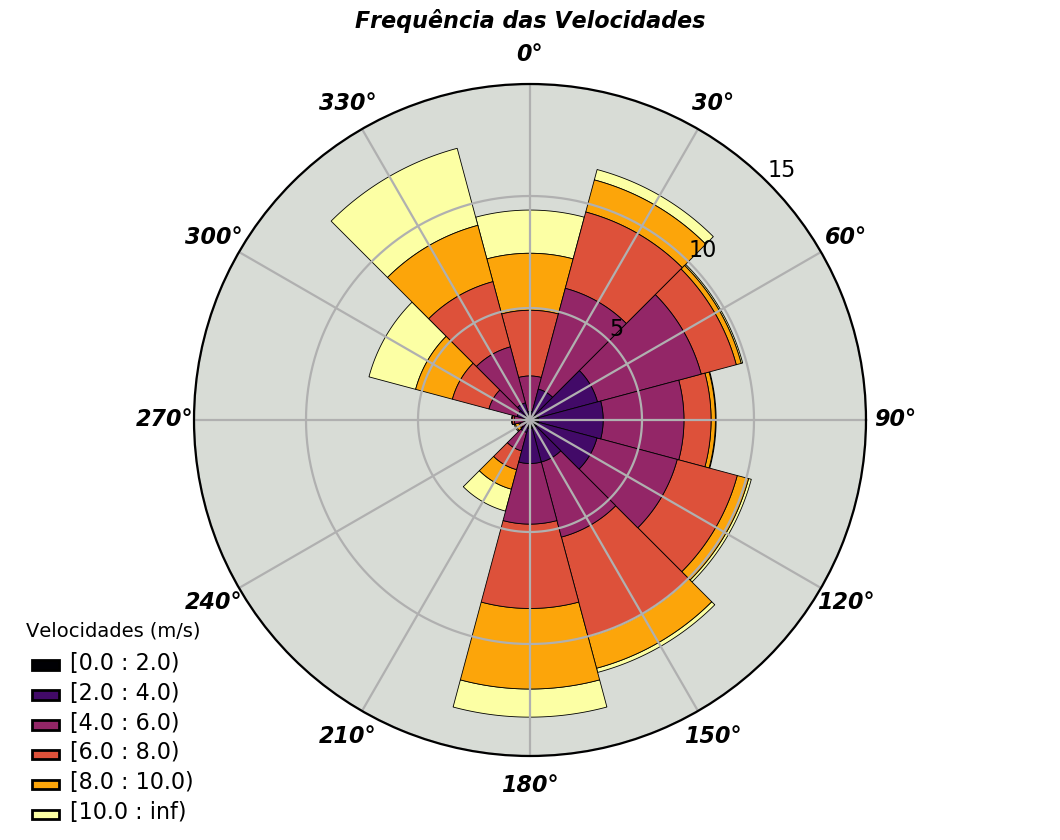 Frequência das Velocidades
0°
330°
30°
15
300°
60°
10
5
270°
90°
240°
120°
210°
150°
180°
Velocidades (m/s)
[0.0 : 2.0)
[2.0 : 4.0)
[4.0 : 6.0)
[6.0 : 8.0)
[8.0 : 10.0)
[10.0 : inf)